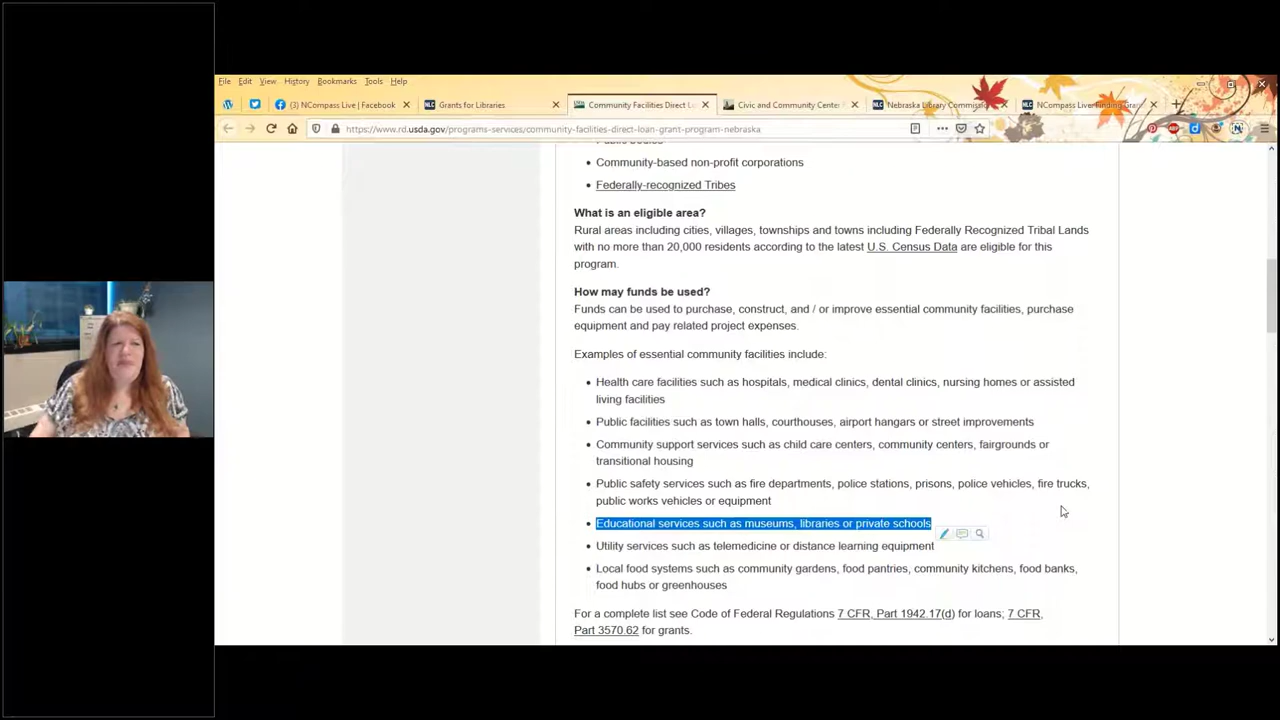 File Edit View History Bookmarks Tools Help
(3) NCompass Live | Facebook
Grants for Libraries
Community Facilities Direct Lo
Civic and Community Center
Nebraska Library Commissi
NCompass Live: Finding Gran
https://www.rd.usda.gov/programs-services/community-facilities-direct-loan-grant-program-nebraska
Public bodies
• Community-based non-profit corporations
• Federally-recognized Tribes
What is an eligible area?
Rural areas including cities, villages, townships and towns including Federally Recognized Tribal Lands
with no more than 20,000 residents according to the latest U.S. Census Data are eligible for this
program.
How may funds be used?
Funds can be used to purchase, construct, and / or improve essential community facilities, purchase
equipment and pay related project expenses.
Examples of essential community facilities include:
• Health care facilities such as hospitals, medical clinics, dental clinics, nursing homes or assisted
living facilities
• Public facilities such as town halls, courthouses, airport hangars or street improvements
• Community support services such as child care centers, community centers, fairgrounds or
transitional housing
• Public safety services such as fire departments, police stations, prisons, police vehicles, fire trucks,
public works vehicles or equipment
• Educational services such as museums, libraries or private schools
• Utility services such as telemedicine or distance learning equipment
• Local food systems such as community gardens, food pantries, community kitchens, food banks,
food hubs or greenhouses
For a complete list see Code of Federal Regulations 7 CFR, Part 1942.17(d) for loans; 7 CFR,
Part 3570.62 for grants.